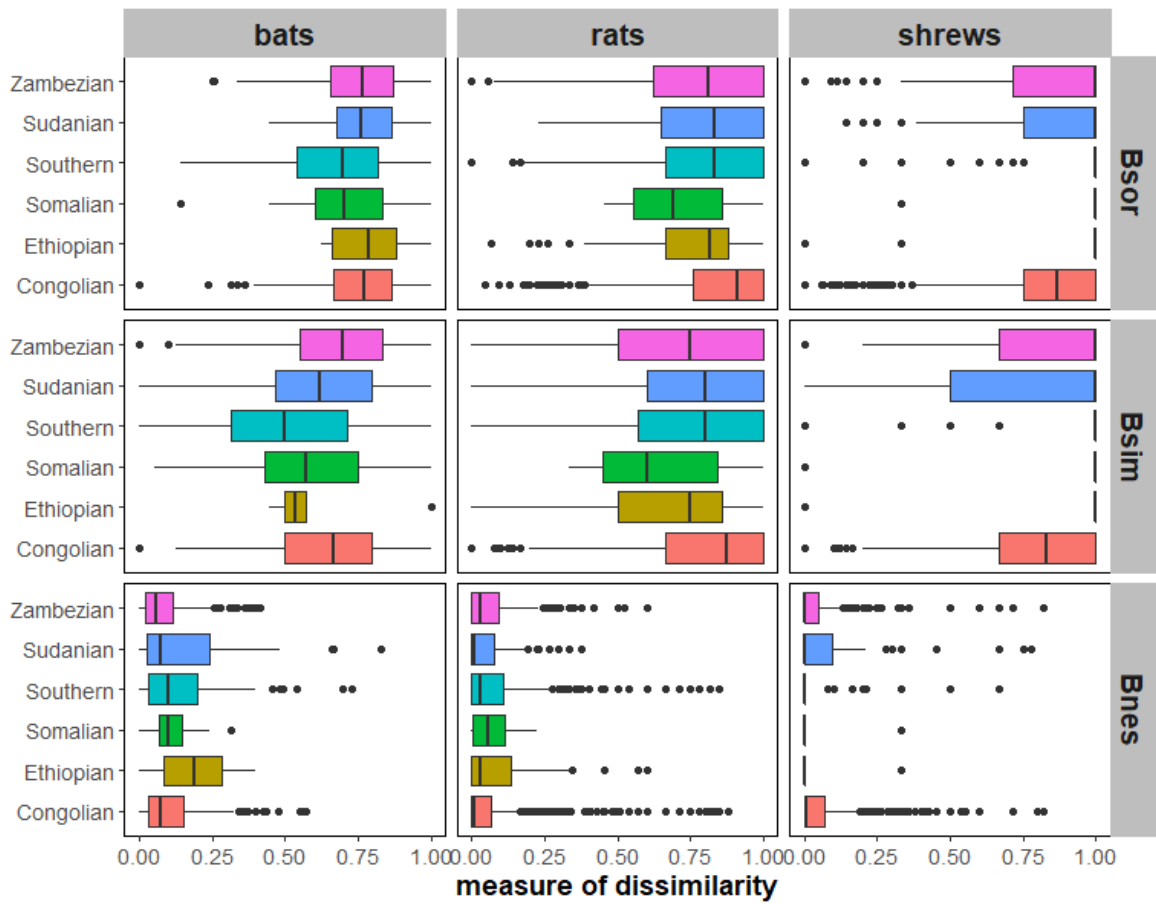 bats rats shrews
Zambezian
Sudanian
Southern
Somalian
Ethiopian
Congolian
Bsor
Zambezian
Sudanian
Southern
Somalian
Ethiopian
Congolian
Bsim
Zambezian
Sudanian
Southern
Somalian
Ethiopian
Congolian
Bnes
0.00 0.25 0.50 0.75 1.00 0.00 0.25 0.50 0.75 1.00 0.00 0.25 0.50 0.75 1.00
measure of dissimilarity